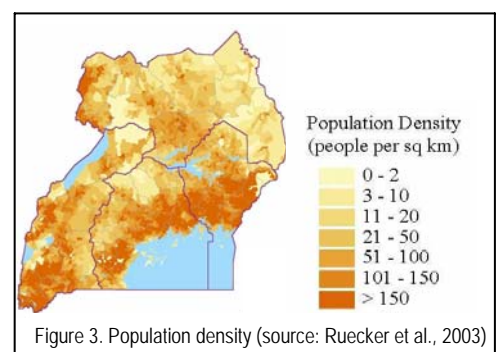 Population Density
(people per sq km)
0 - 2
3 - 10
11 - 20
21 - 50
51 - 100
101 - 150
> 150
Figure 3. Population density (source: Ruecker et al., 2003)